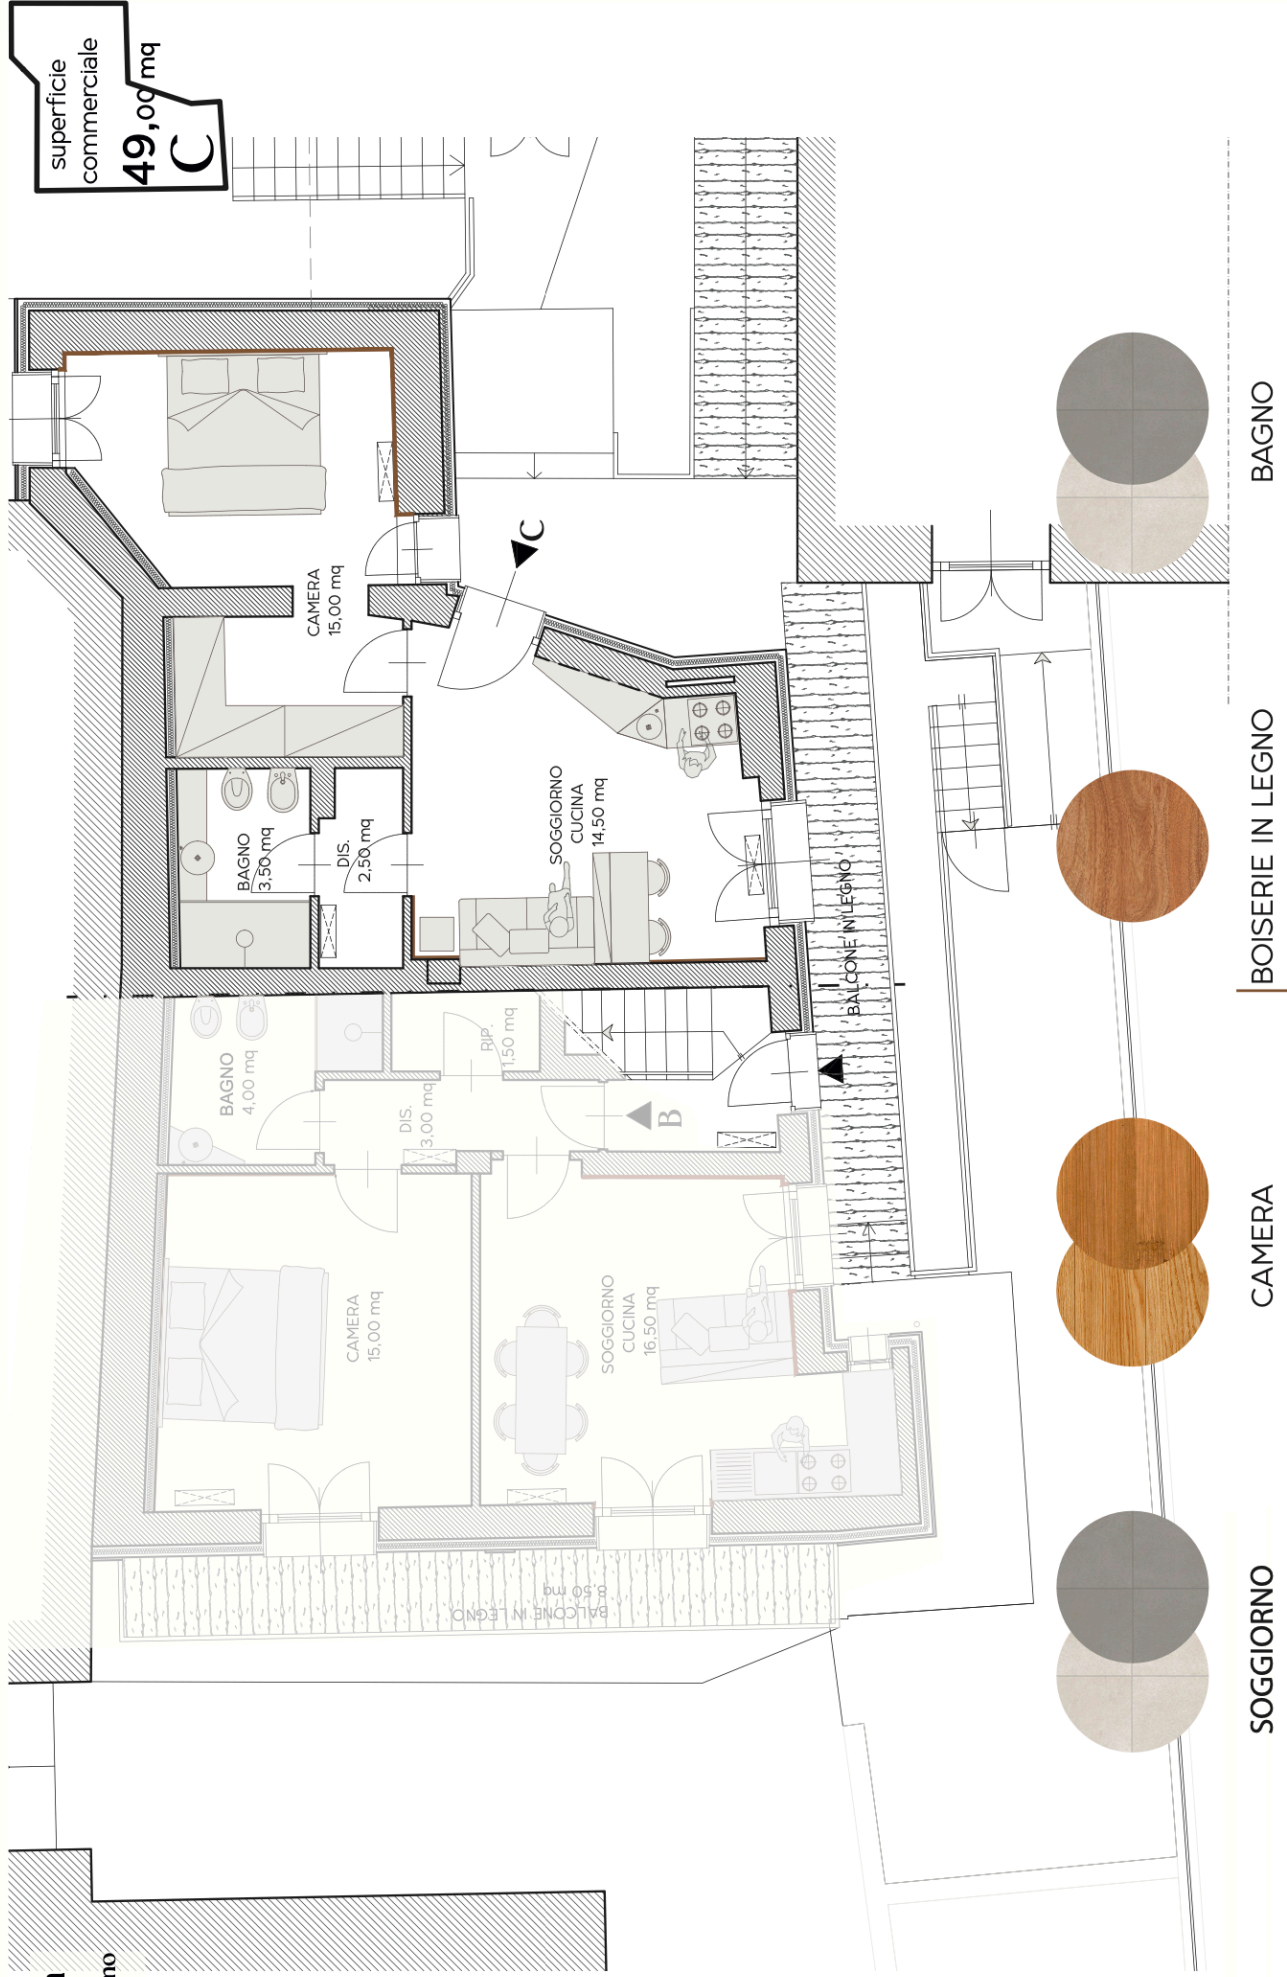 superficie
commerciale
49,00 mq
C
CAMERA
15,00 mq
C
BAGNO
3,50 mq
DIS.
2,50 mq
SOGGIORNO
CUCINA
14,50 mq
BALCONE IN LEGNO
BAGNO
4,00 mq
RIP.
1,50 mq
DIS.
3,00 mq
B
CAMERA
15,00 mq
SOGGIORNO
CUCINA
16,50 mq
BALCONE IN LEGNO
8,50 mq
SOGGIORNO
CAMERA
BOISERIE IN LEGNO
BAGNO